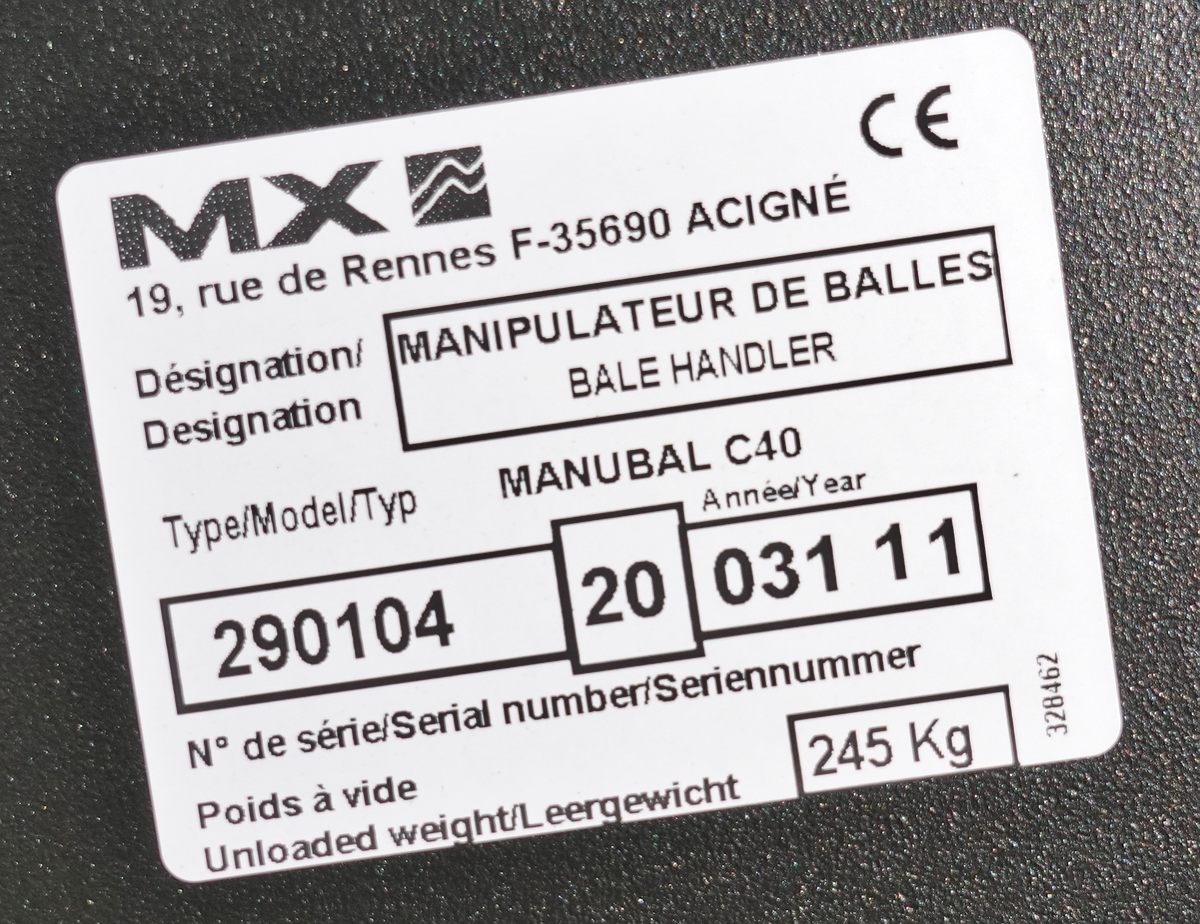 CE
MX
19, rue de Rennes F-35690 ACIGNÉ
Désignation/
Designation
MANIPULATEUR DE BALLES
BALE HANDLER
Type/Model/Typ
MANUBAL C40
Année/Year
290104 20 031 11
N° de série/Serial number/Seriennummer
Poids à vide
Unloaded weight/Leergewicht
245 Kg
328462